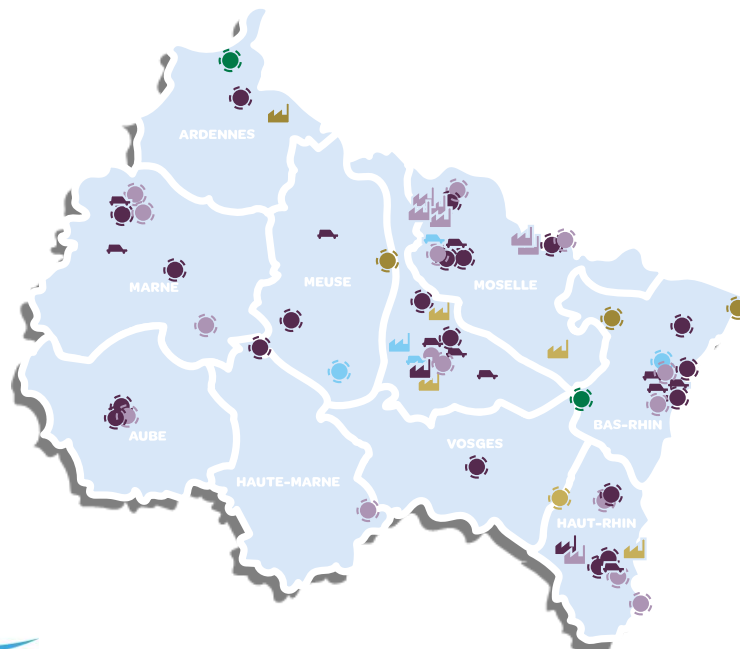 ARDENNES
MARNE
MEUSE
MOSELLE
AUBE
HAUTE-MARNE
VOSGES
BAS-RHIN
HAUT-RHIN